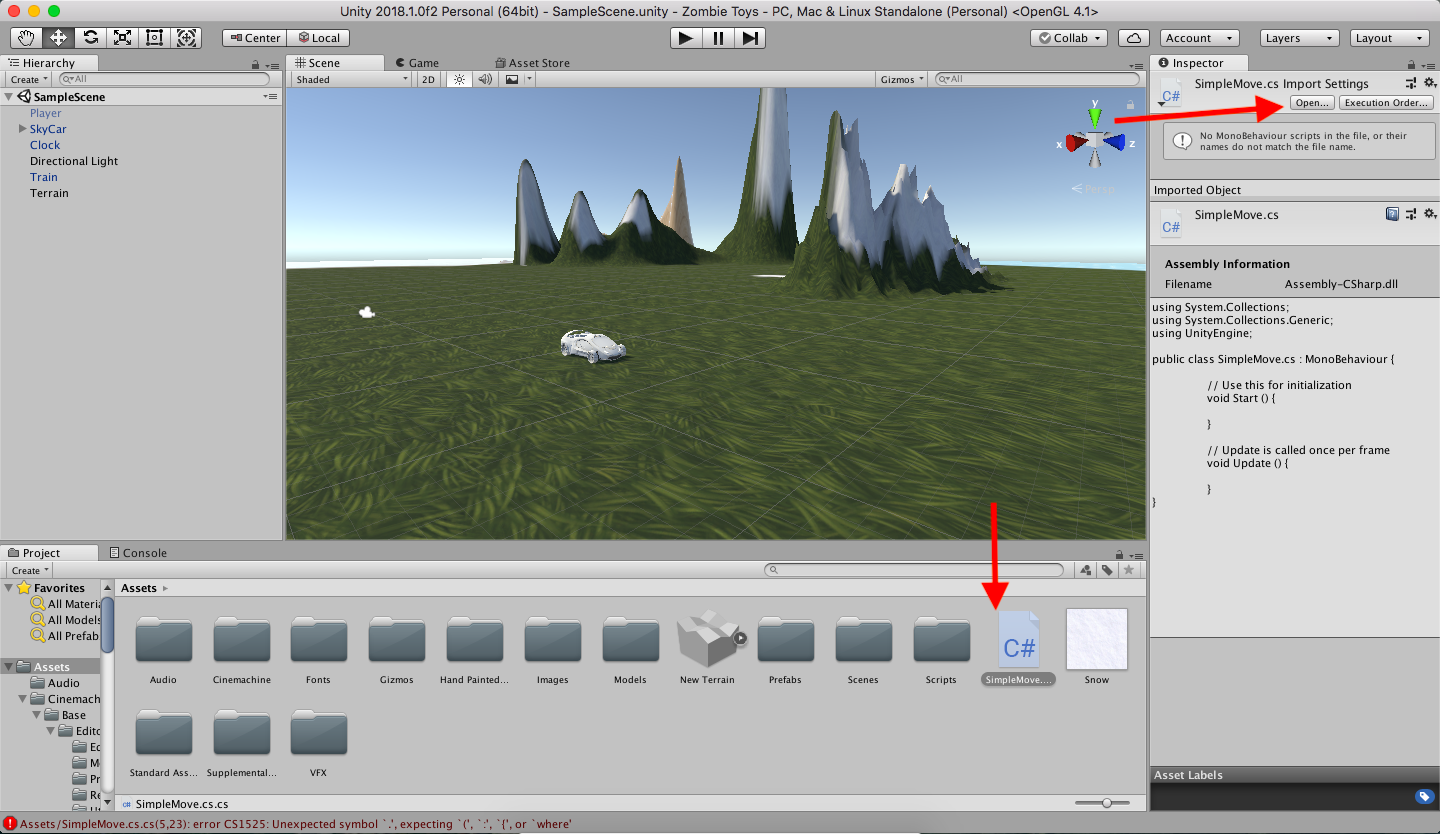 Unity 2018.1.0f2 Personal (64bit) - SampleScene.unity - Zombie Toys - PC, Mac & Linux Standalone (Personal) <OpenGL 4.1>
Center Local Collab Account Layers Layout
Hierarchy
Create All
SampleScene
Player
SkyCar
Clock
Directional Light
Train
Terrain
Scene Game Asset Store
Shaded 2D Gizmos All
y
x z
Persp
Inspector
SimpleMove.cs Import Settings
C#
Open... Execution Order...
No MonoBehaviour scripts in the file, or their
names do not match the file name.
Imported Object
SimpleMove.cs
C#
Assembly Information
Filename Assembly-CSharp.dll
using System.Collections;
using System.Collections.Generic;
using UnityEngine;
public class SimpleMove.cs : MonoBehaviour {
// Use this for initialization
void Start () {
}
// Update is called once per frame
void Update () {
}
}
Asset Labels
Project Console
Create
Favorites
All Materia
All Models
All Prefab
Assets
Audio
Cinemach
Base
Edito
Ec
M
Pr
Re
Assets
C#
Audio Cinemachine Fonts Gizmos Hand Painted... Images Models New Terrain Prefabs Scenes Scripts SimpleMove.... Snow
Standard Ass... Supplemental... VFX
C# SimpleMove.cs.cs
Assets/SimpleMove.cs.cs(5,23): error CS1525: Unexpected symbol `.', expecting `(', `:', `{', or `where'